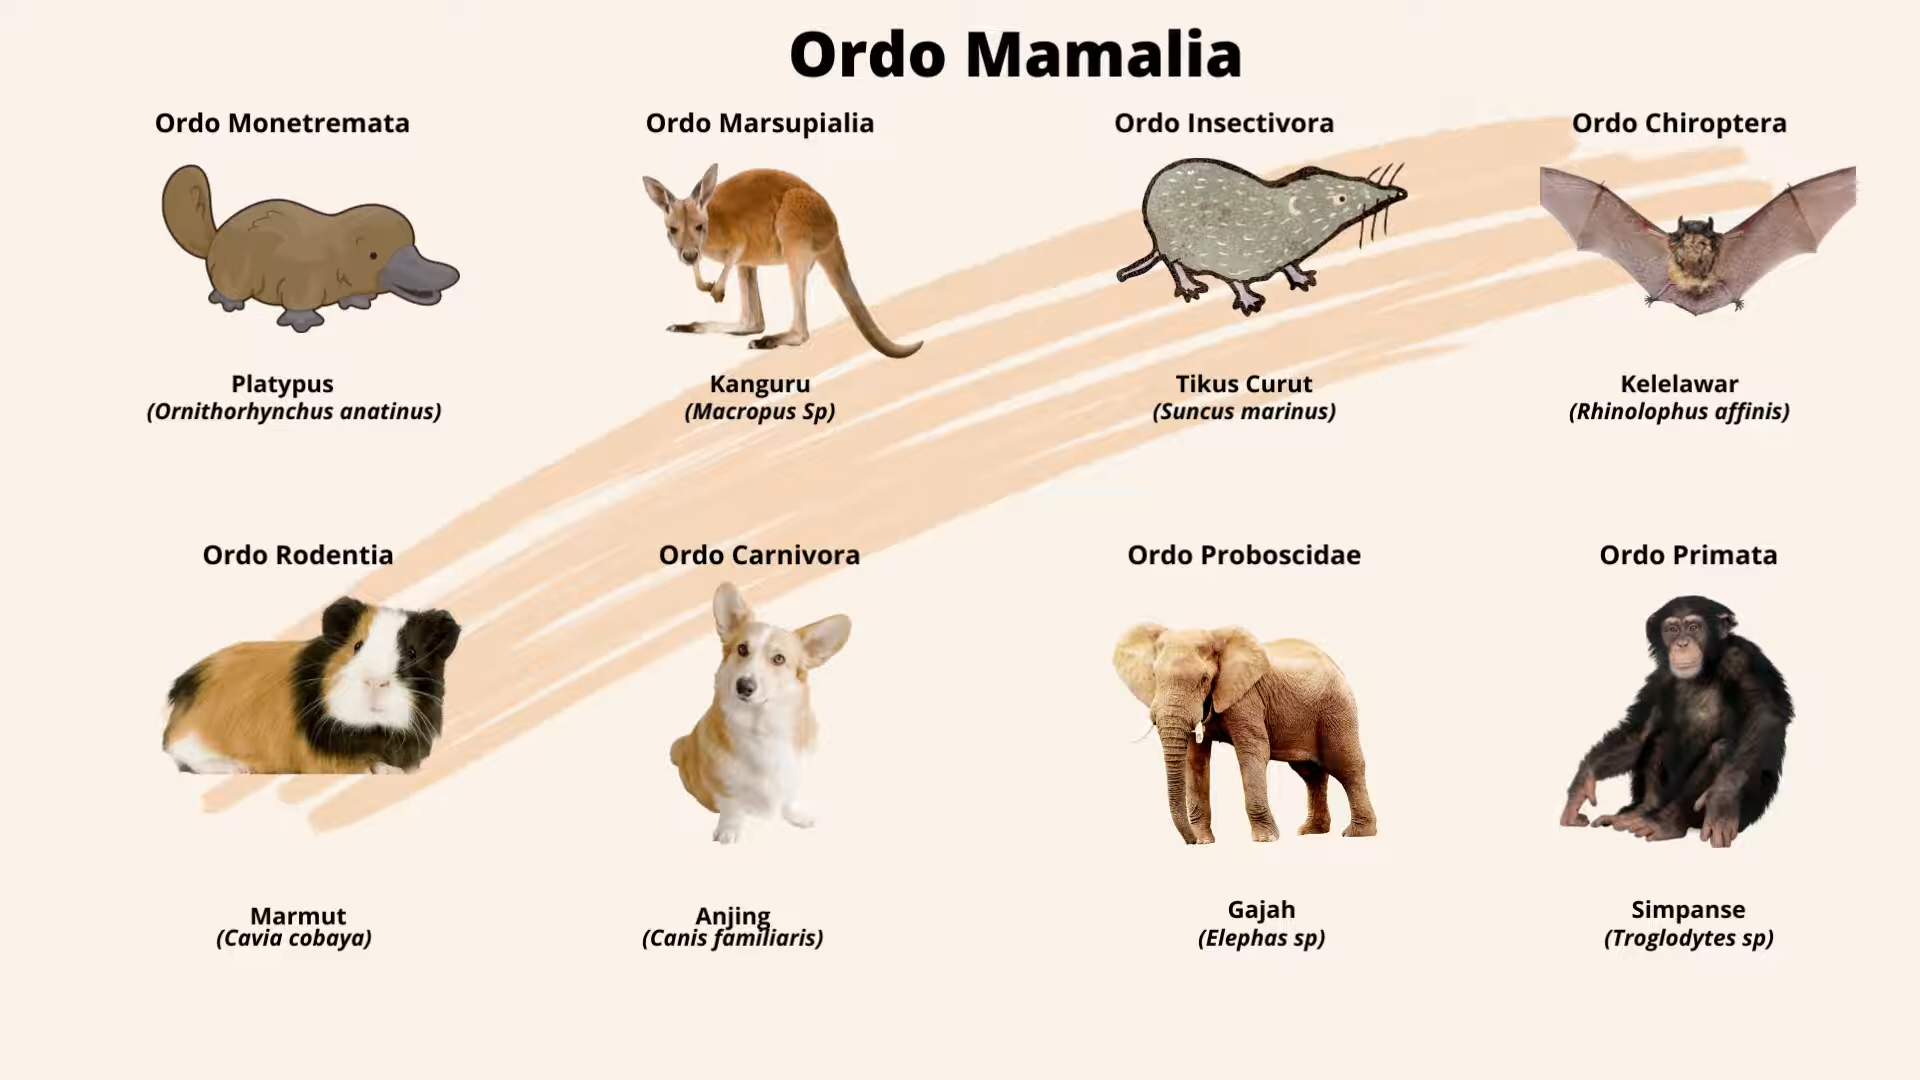 Ordo Mamalia
Ordo Monetremata
Ordo Marsupialia
Ordo Insectivora
Ordo Chiroptera
Platypus
(Ornithorhynchus anatinus)
Kanguru
(Macropus Sp)
Tikus Curut
(Suncus marinus)
Kelelawar
(Rhinolophus affinis)
Ordo Rodentia
Ordo Carnivora
Ordo Proboscidae
Ordo Primata
Marmut
(Cavia cobaya)
Anjing
(Canis familiaris)
Gajah
(Elephas sp)
Simpanse
(Troglodytes sp)